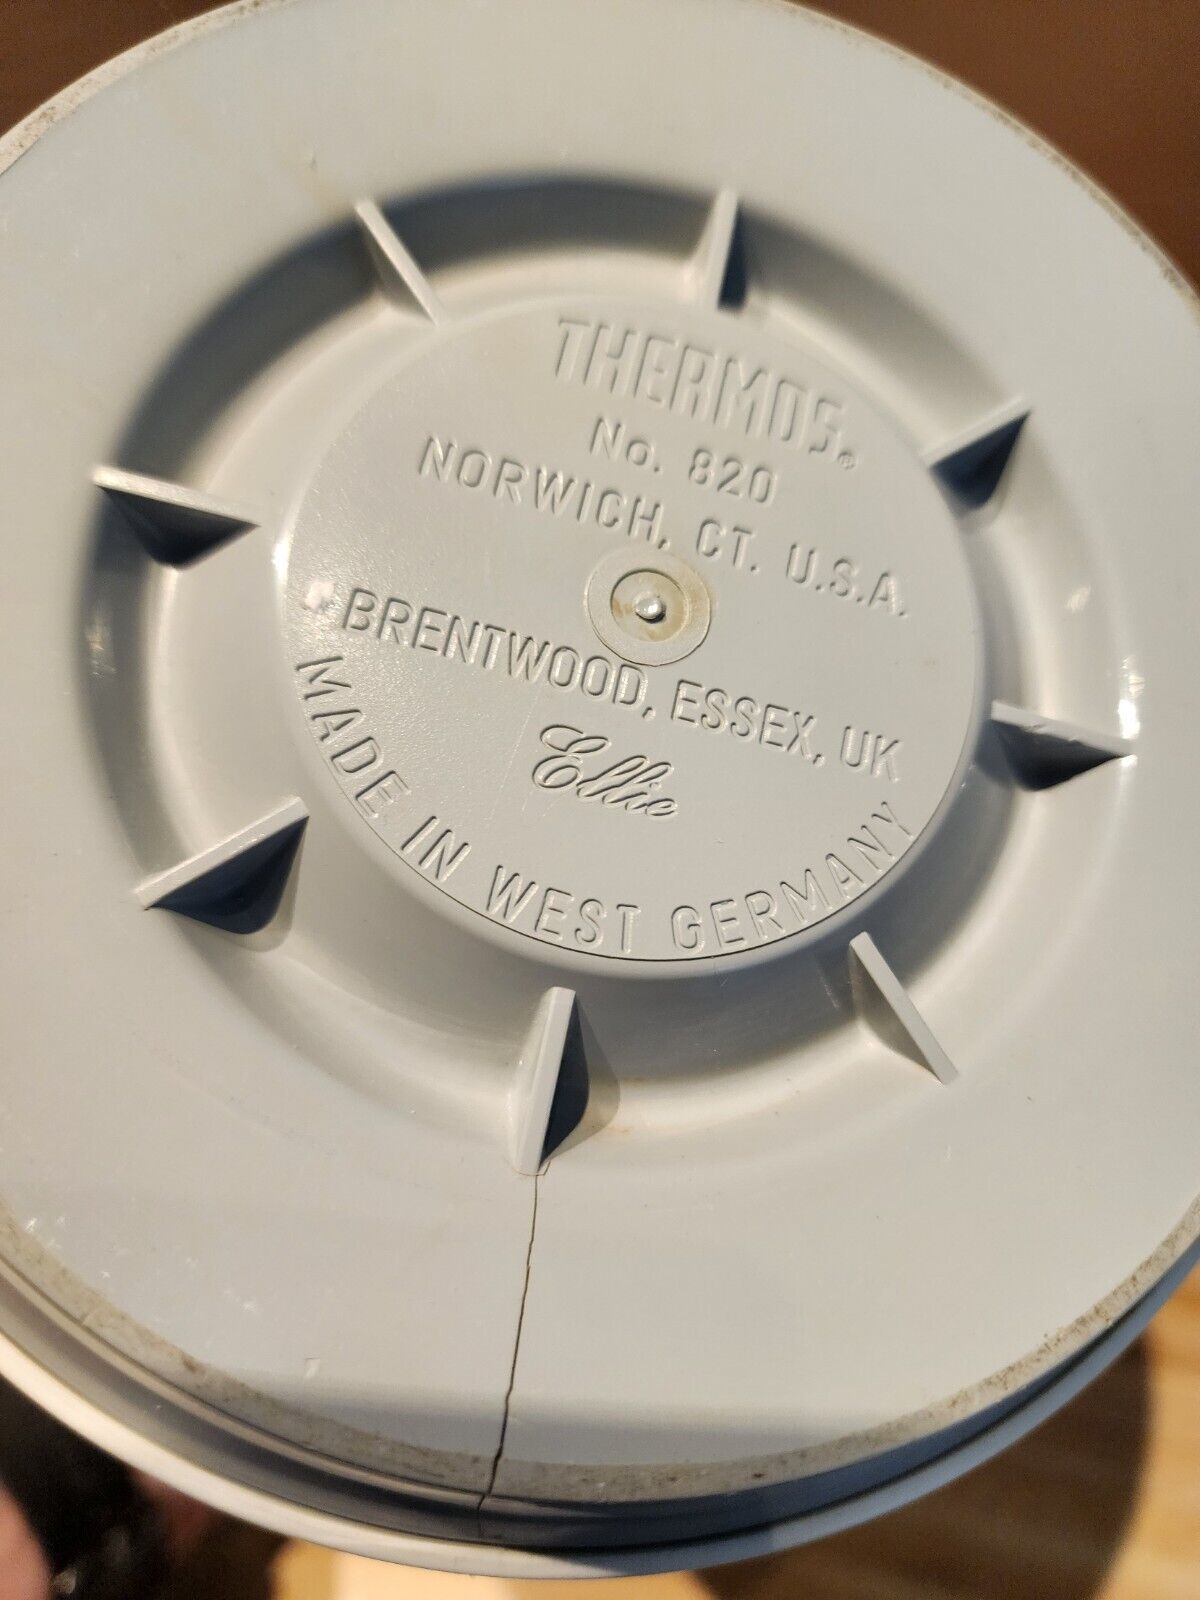 THERMOS®
No. 820
NORWICH, CT. U.S.A.
BRENTWOOD, ESSEX, UK
Ellie
MADE IN WEST GERMANY